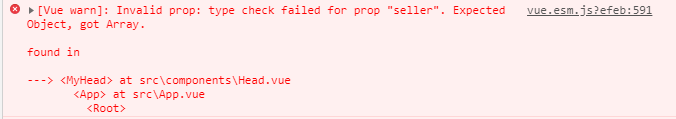 [Vue warn]: Invalid prop: type check failed for prop "seller". Expected vue.esm.js?efeb:591
Object, got Array.
found in
---> <MyHead> at src\components\Head.vue
<App> at src\App.vue
<Root>